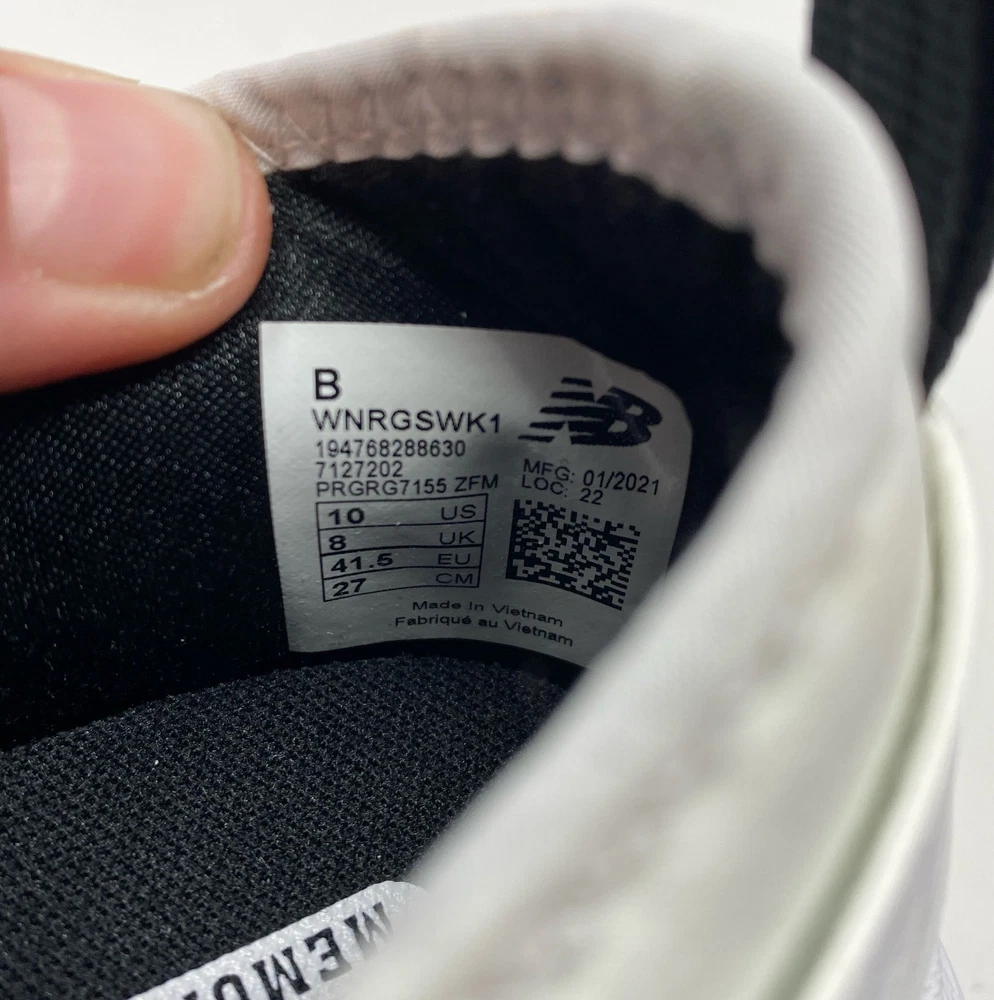 B
WNRGSWK1
194768288630
7127202
PRGRG7155 ZFM
10 US
8 UK
41.5 EU
27 CM
NB
MFG: 01/2021
LOC: 22
Made In Vietnam
Fabriqué au Vietnam